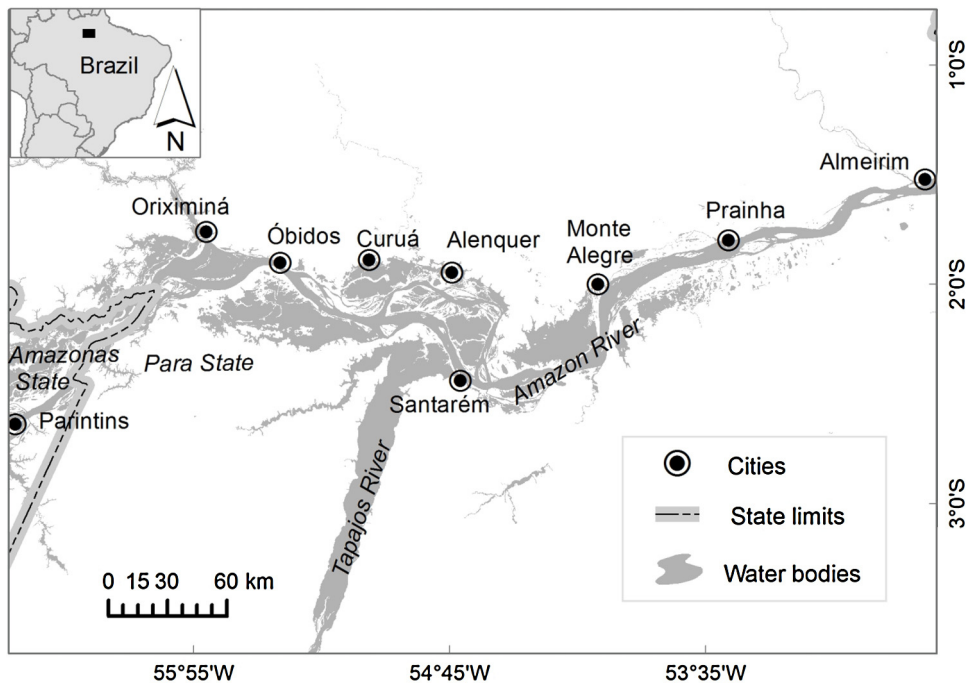 Brazil
N
1°0'S
Almeirim
Oriximiná
Prainha
Óbidos
Curuá
Alenquer
Monte
Alegre
2°0'S
Amazonas
State
Para State
Amazon River
Santarém
Parintins
Tapajos River
Cities
State limits
Water bodies
3°0'S
0 15 30 60 km
55°55'W
54°45'W
53°35'W